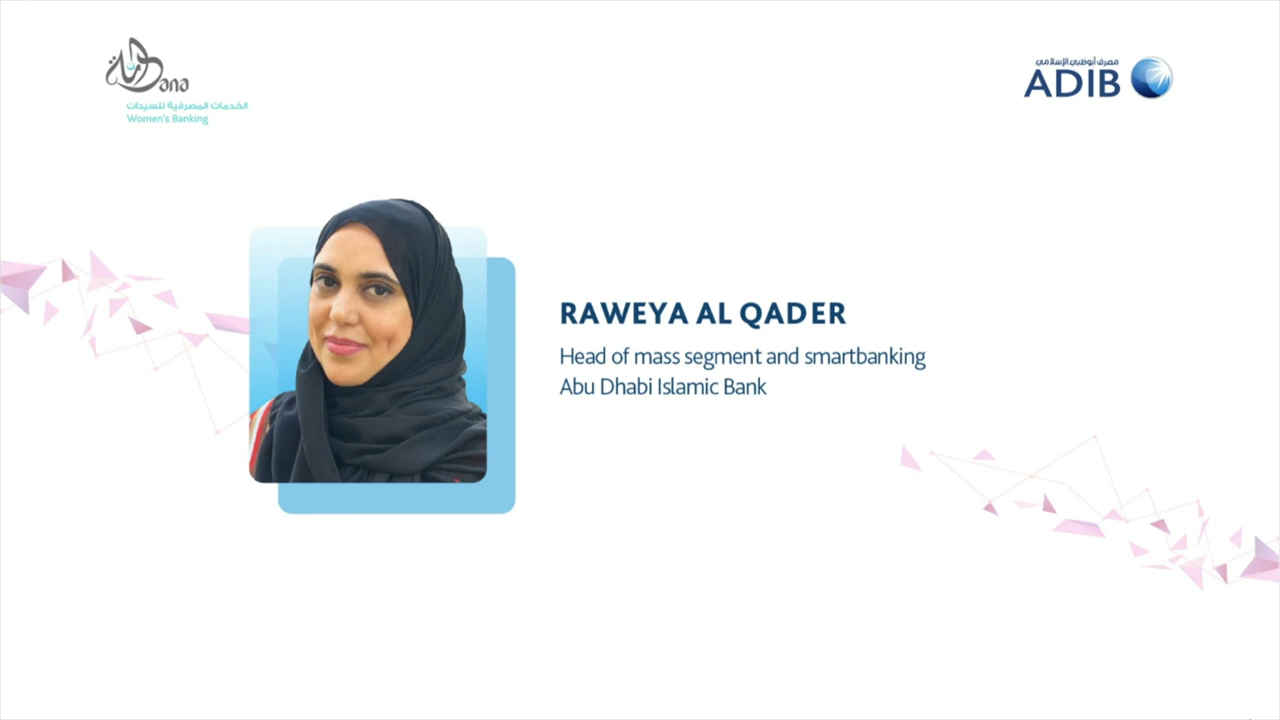 دانة
Dana
الخدمات المصرفية للسيدات
Women's Banking
مصرف أبوظبي الإسلامي
ADIB
RAWEYA AL QADER
Head of mass segment and smartbanking
Abu Dhabi Islamic Bank